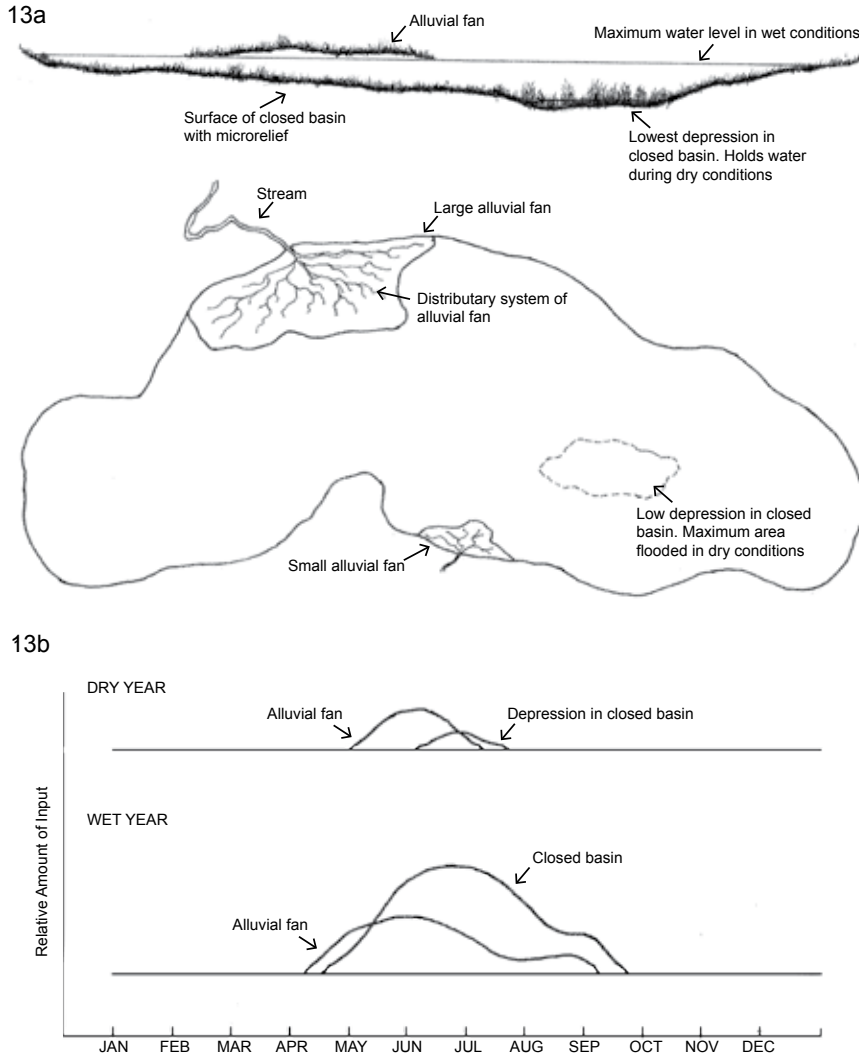 13a
Alluvial fan
Maximum water level in wet conditions
Surface of closed basin
with microrelief
Lowest depression in
closed basin. Holds water
during dry conditions
Stream
Large alluvial fan
Distributary system of
alluvial fan
Low depression in closed
basin. Maximum area
flooded in dry conditions
Small alluvial fan
13b
DRY YEAR
Alluvial fan
Depression in closed basin
WET YEAR
Closed basin
Alluvial fan
Relative Amount of Input
JAN FEB MAR APR MAY JUN JUL AUG SEP OCT NOV DEC